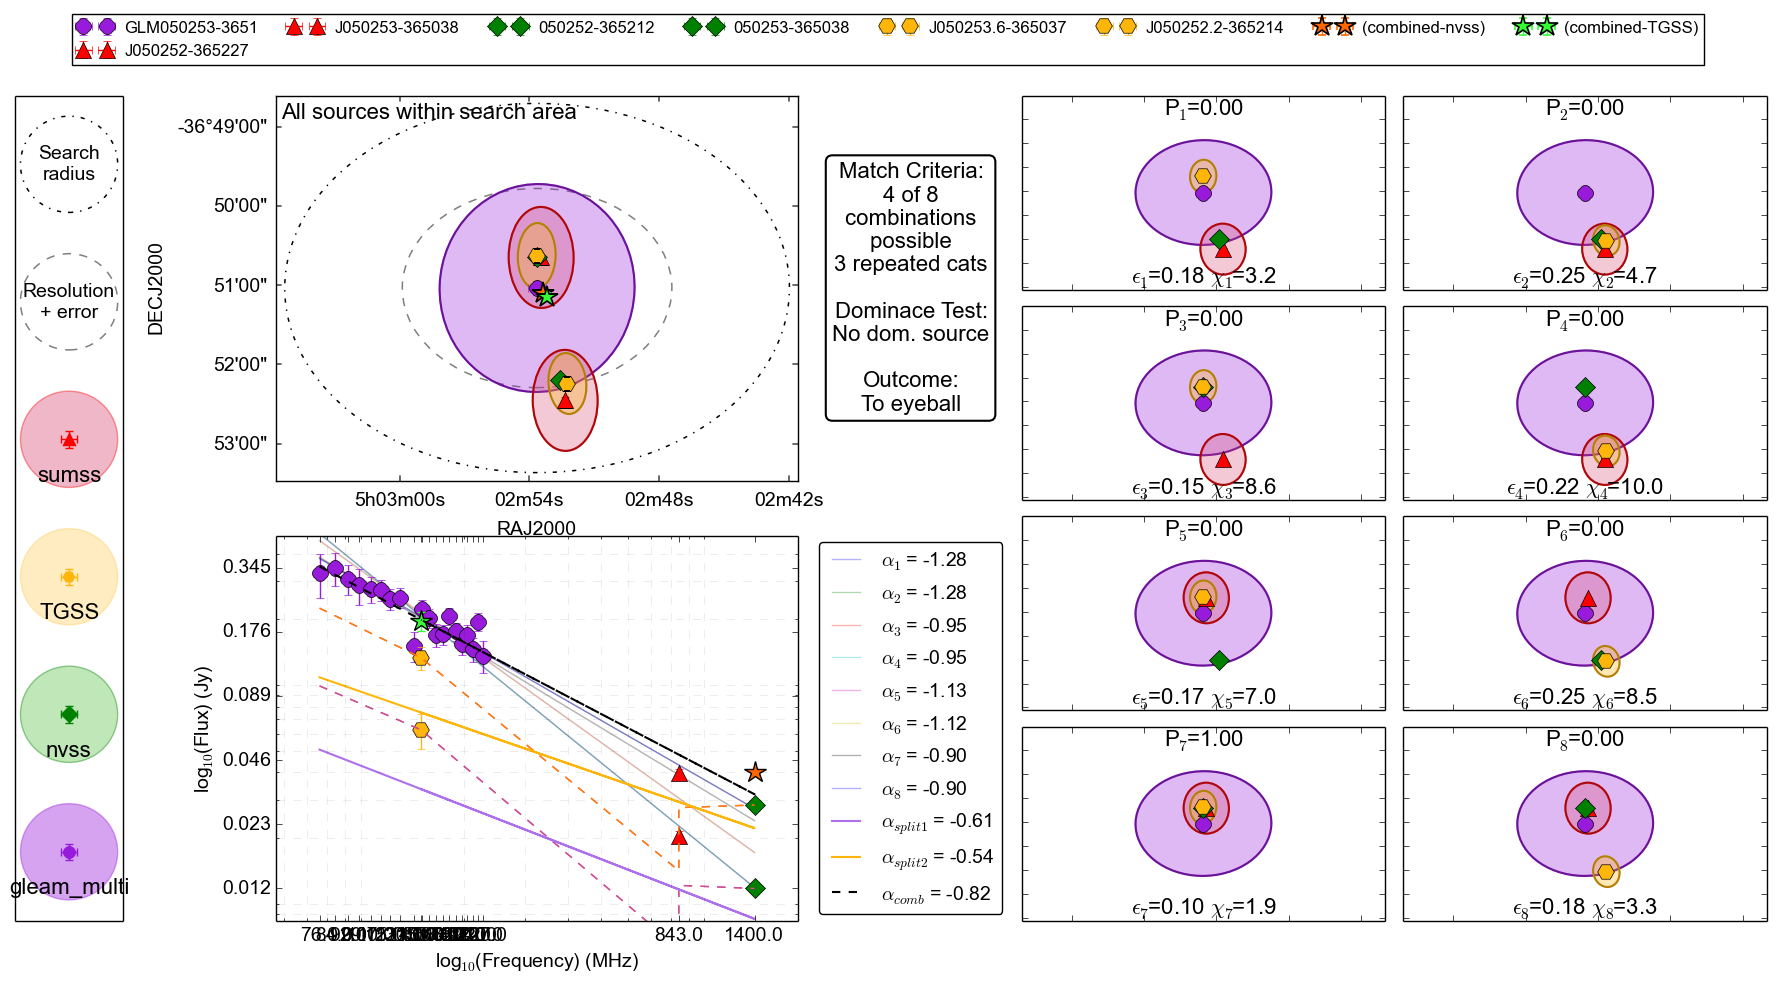 GLM050253-3651 J050253-365038 050252-365212 050253-365038 J050253.6-365037 J050252.2-365214 (combined-nvss) (combined-TGSS)
J050252-365227
Search
radius
Resolution
+ error
sumss
TGSS
nvss
gleam_multi
All sources within search area
DECJ2000
-36°49'00"
50'00"
51'00"
52'00"
53'00"
5h03m00s 02m54s 02m48s 02m42s
RAJ2000
Match Criteria:
4 of 8
combinations
possible
3 repeated cats
Dominace Test:
No dom. source
Outcome:
To eyeball
log10(Flux) (Jy)
0.345
0.176
0.089
0.046
0.023
0.012
843.0 1400.0
log10(Frequency) (MHz)
α1 = -1.28
α2 = -1.28
α3 = -0.95
α4 = -0.95
α5 = -1.13
α6 = -1.12
α7 = -0.90
α8 = -0.90
αsplit1 = -0.61
αsplit2 = -0.54
αcomb = -0.82
P1=0.00
ϵ1=0.18 χ1=3.2
P2=0.00
ϵ2=0.25 χ2=4.7
P3=0.00
ϵ3=0.15 χ3=8.6
P4=0.00
ϵ4=0.22 χ4=10.0
P5=0.00
ϵ5=0.17 χ5=7.0
P6=0.00
ϵ6=0.25 χ6=8.5
P7=1.00
ϵ7=0.10 χ7=1.9
P8=0.00
ϵ8=0.18 χ8=3.3